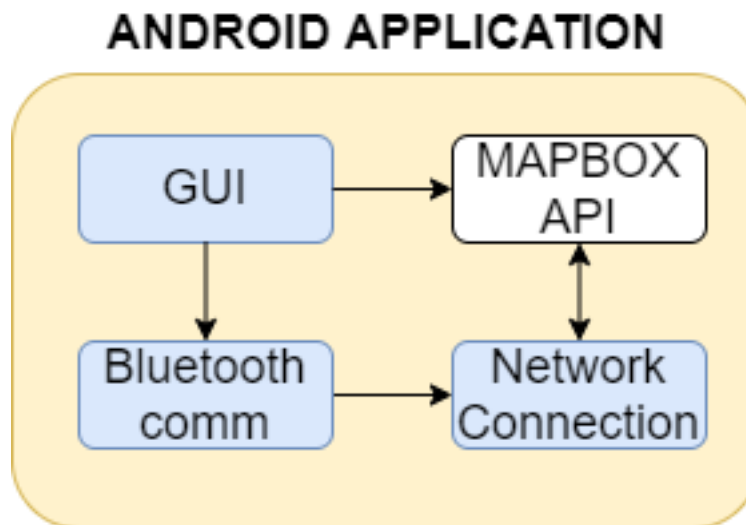 ANDROID APPLICATION
GUI
MAPBOX
API
Bluetooth
comm
Network
Connection